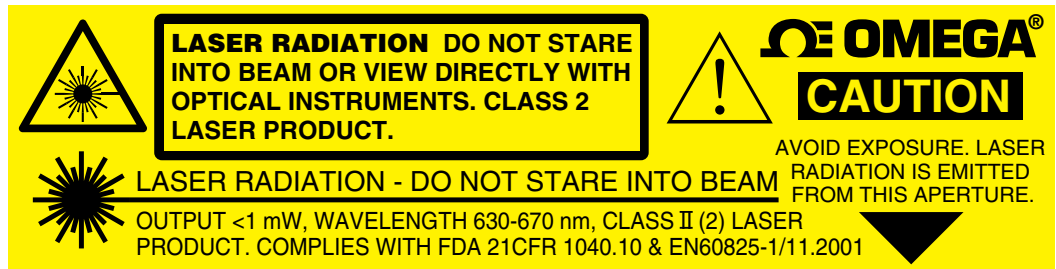 LASER RADIATION DO NOT STARE
INTO BEAM OR VIEW DIRECTLY WITH
OPTICAL INSTRUMENTS. CLASS 2
LASER PRODUCT.
LASER RADIATION - DO NOT STARE INTO BEAM
OUTPUT <1 mW, WAVELENGTH 630-670 nm, CLASS II (2) LASER
PRODUCT. COMPLIES WITH FDA 21CFR 1040.10 & EN60825-1/11.2001
!
ΩE OMEGA®
CAUTION
AVOID EXPOSURE. LASER
RADIATION IS EMITTED
FROM THIS APERTURE.